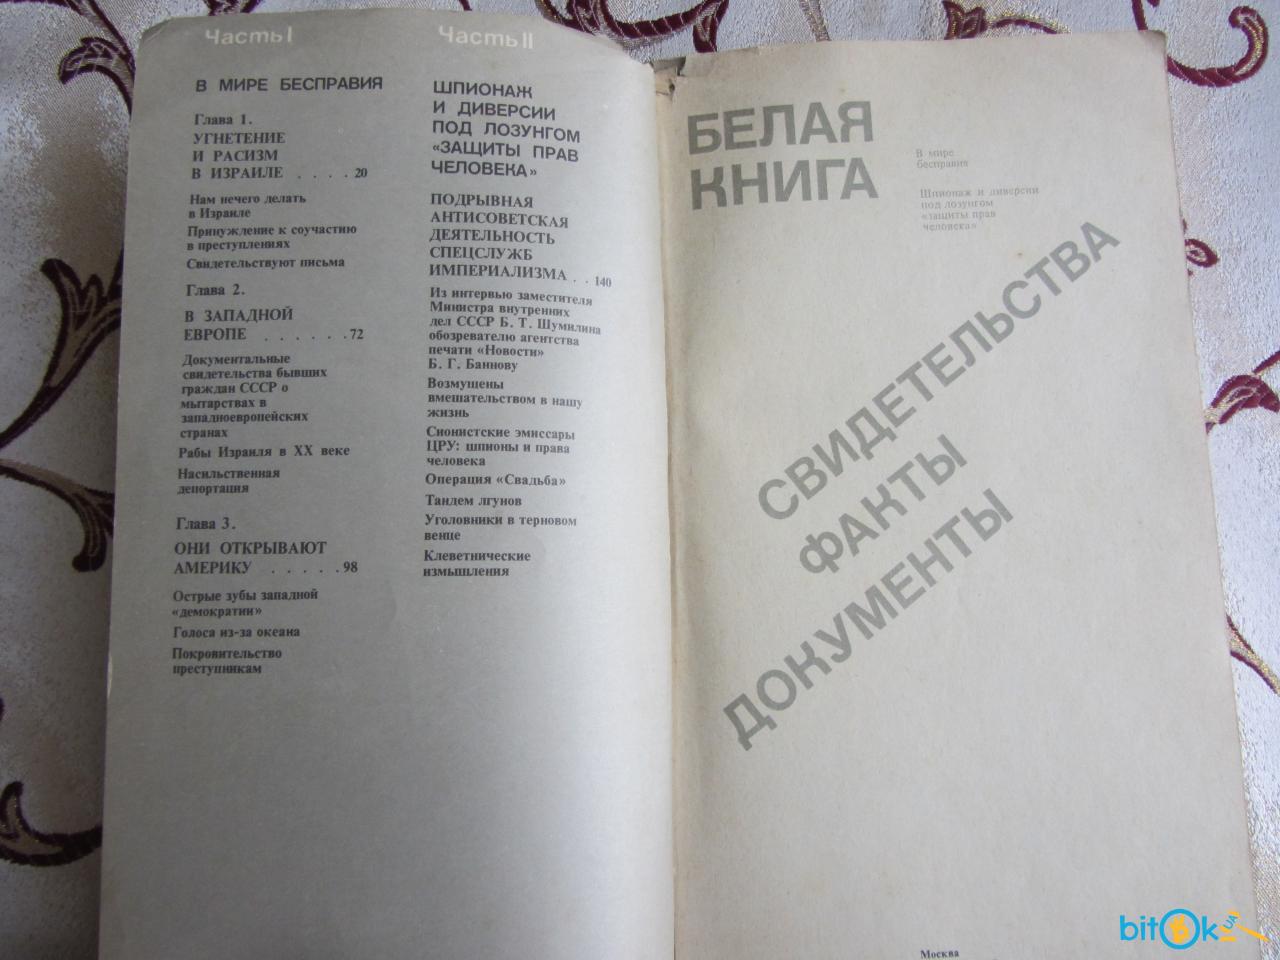 Часть I
В МИРЕ БЕСПРАВИЯ
Глава 1.
УГНЕТЕНИЕ
И РАСИЗМ
В ИЗРАИЛЕ . . . . 20
Нам нечего делать
в Израиле
Принуждение к соучастию
в преступлениях
Свидетельствуют письма
Глава 2.
В ЗАПАДНОЙ
ЕВРОПЕ . . . . . . 72
Документальные
свидетельства бывших
граждан СССР о
мытарствах в
западноевропейских
странах
Рабы Израиля в XX веке
Насильственная
депортация
Глава 3.
ОНИ ОТКРЫВАЮТ
АМЕРИКУ . . . . . 98
Острые зубы западной
«демократии»
Голоса из-за океана
Покровительство
преступникам
Часть II
ШПИОНАЖ
И ДИВЕРСИИ
ПОД ЛОЗУНГОМ
«ЗАЩИТЫ ПРАВ
ЧЕЛОВЕКА»
ПОДРЫВНАЯ
АНТИСОВЕТСКАЯ
ДЕЯТЕЛЬНОСТЬ
СПЕЦСЛУЖБ
ИМПЕРИАЛИЗМА . . 140
Из интервью заместителя
Министра внутренних
дел СССР Б. Т. Шумилина
обозревателю агентства
печати «Новости»
Б. Г. Баннову
Возмущены
вмешательством в нашу
жизнь
Сионистские эмиссары
ЦРУ: шпионы и права
человека
Операция «Свадьба»
Тандем лгунов
Уголовники в терновом
венце
Клеветнические
измышления
БЕЛАЯ
КНИГА
В мире
бесправия
Шпионаж и диверсии
под лозунгом
«защиты прав
человека»
СВИДЕТЕЛЬСТВА
ФАКТЫ
ДОКУМЕНТЫ
Москва
bitok.ua